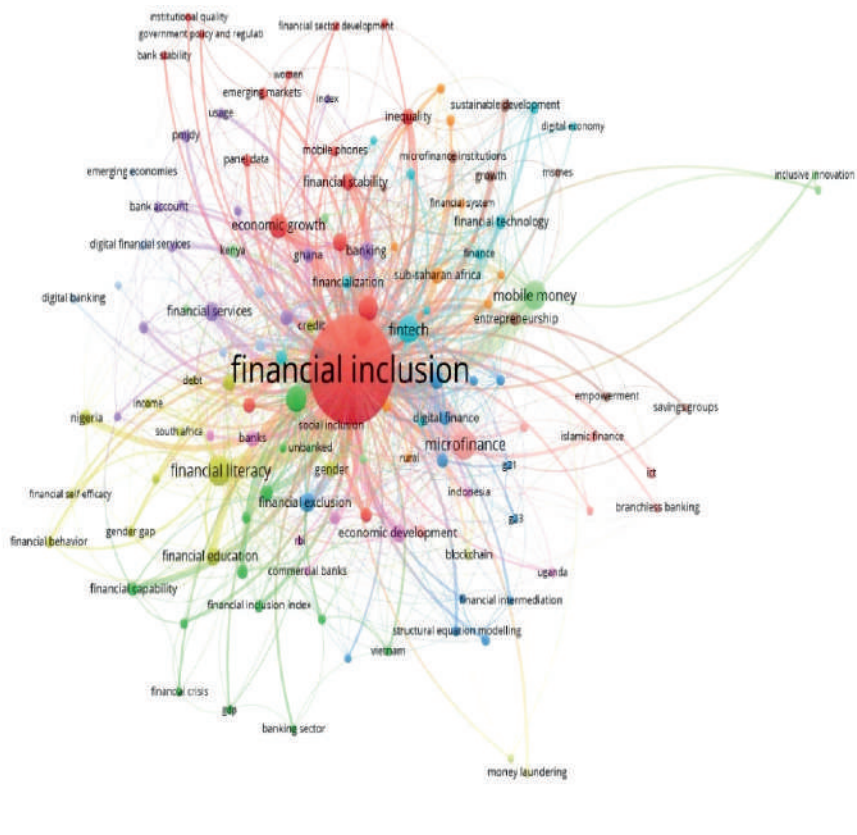 institutional quality
financial sector development
government policy and regulati
bank stability
women
emerging markets
index
sustainable development
usage
inequality
digital economy
pmjdy
mobile phones
microfinance institutions
panel data
emerging economies
financial stability
growth
msmes
inclusive innovation
bank account
financial system
economic growth
financial technology
digital financial services
kenya
ghana
banking
finance
sub-saharan africa
financialization
digital banking
mobile money
financial services
entrepreneurship
credit
fintech
financial inclusion
debt
empowerment
income
savings groups
nigeria
social inclusion
digital finance
south africa
banks
islamic finance
unbanked
microfinance
rural
g21
financial literacy
gender
ict
financial self efficacy
indonesia
financial exclusion
branchless banking
gender gap
economic development
financial behavior
rbi
financial education
blockchain
commercial banks
uganda
financial capability
financial inclusion index
financial intermediation
structural equation modelling
vietnam
financial crisis
gdp
banking sector
money laundering